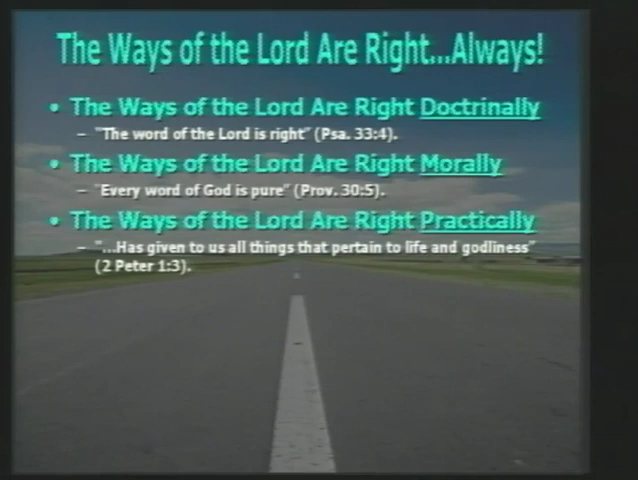 The Ways of the Lord Are Right...Always!
• The Ways of the Lord Are Right Doctrinally
– "The word of the Lord is right" (Psa. 33:4).
• The Ways of the Lord Are Right Morally
– "Every word of God is pure" (Prov. 30:5).
• The Ways of the Lord Are Right Practically
– "...Has given to us all things that pertain to life and godliness"
(2 Peter 1:3).